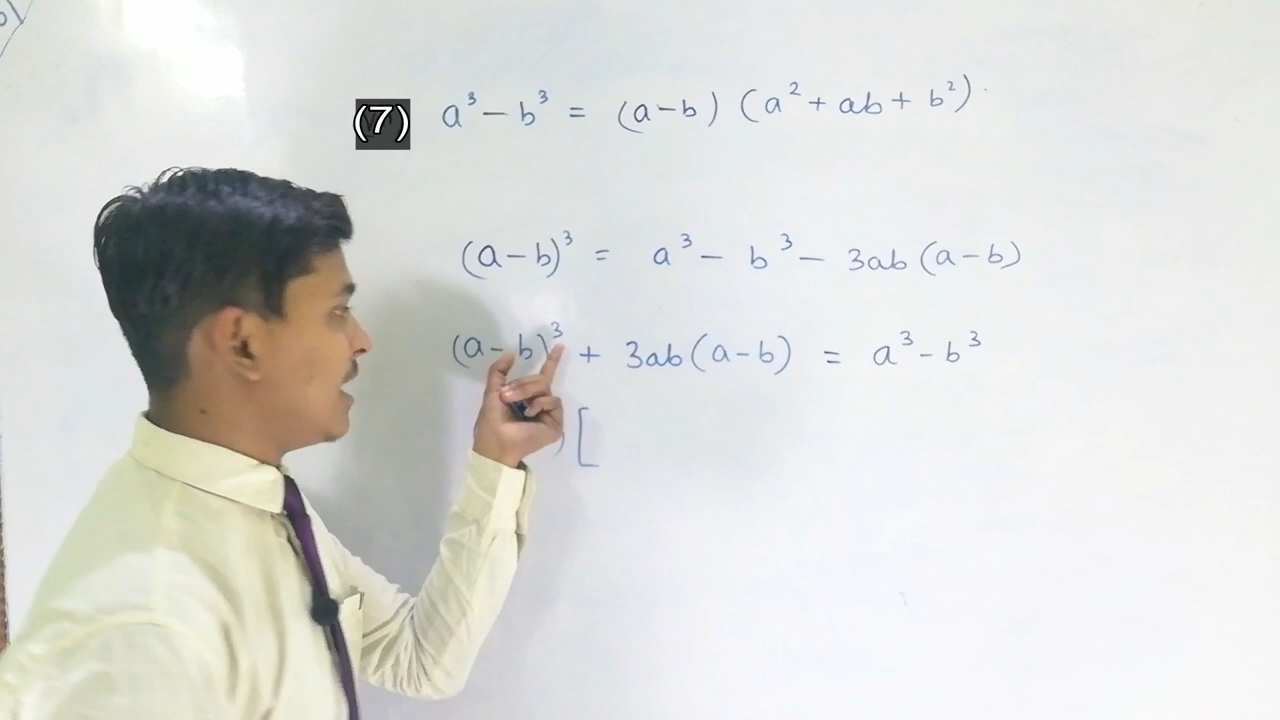 (7) a³ - b³ = (a-b) (a² + ab + b²).
(a-b)³ = a³ - b³ - 3ab (a-b)
(a-b)³ + 3ab (a-b) = a³ - b³
) [